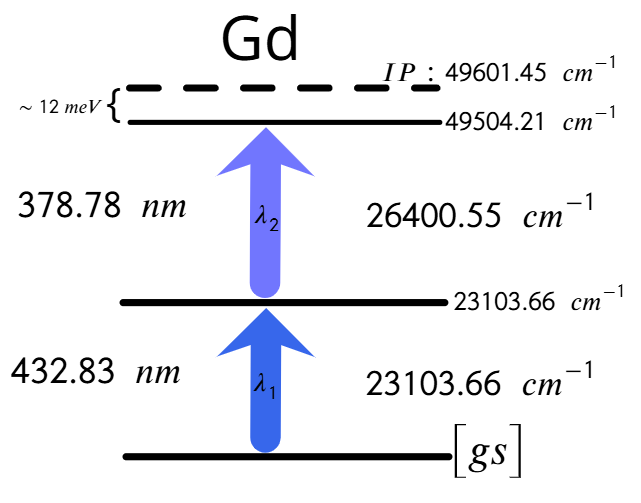 Gd
IP : 49601.45 cm⁻¹
~ 12 meV {
49504.21 cm⁻¹
378.78 nm
λ₂
26400.55 cm⁻¹
23103.66 cm⁻¹
432.83 nm
λ₁
23103.66 cm⁻¹
[gs]